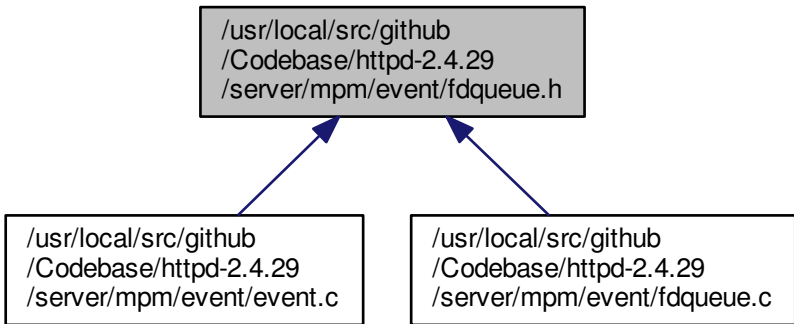 /usr/local/src/github
/Codebase/httpd-2.4.29
/server/mpm/event/fdqueue.h
/usr/local/src/github
/Codebase/httpd-2.4.29
/server/mpm/event/event.c
/usr/local/src/github
/Codebase/httpd-2.4.29
/server/mpm/event/fdqueue.c